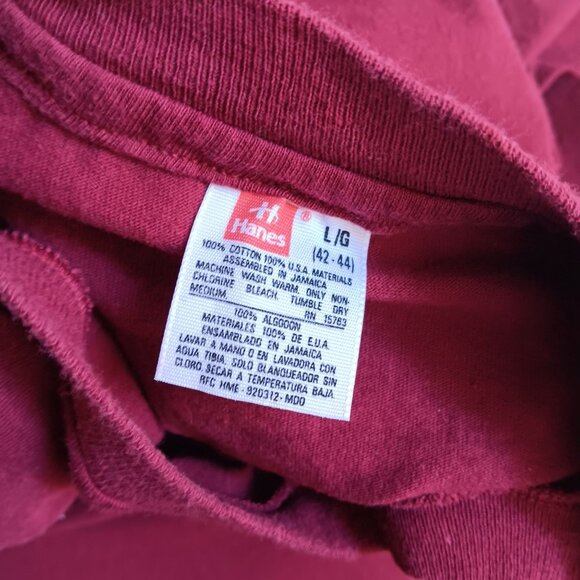 H
Hanes ®
L/G
(42-44)
100% COTTON 100% U.S.A. MATERIALS
ASSEMBLED IN JAMAICA
MACHINE WASH WARM. ONLY NON-
CHLORINE BLEACH. TUMBLE DRY
MEDIUM. RN 15763
100% ALGODON
MATERIALES 100% DE E.U.A.
ENSAMBLADO EN JAMAICA
LAVAR A MANO O EN LAVADORA CON
AGUA TIBIA. SOLO BLANQUEADOR SIN
CLORO. SECAR A TEMPERATURA BAJA.
RFC HME-920312-MD0